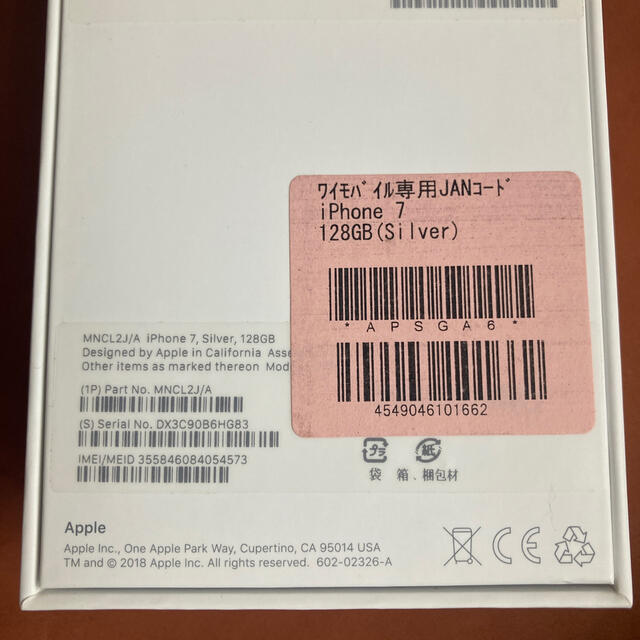 ﾜｲﾓﾊﾞｲﾙ専用JANｺｰﾄﾞ
iPhone 7
128GB(Silver)
*APSGA6*
4549046101662
MNCL2J/A iPhone 7, Silver, 128GB
Designed by Apple in California Asse
Other items as marked thereon Mod
(1P) Part No. MNCL2J/A
(S) Serial No. DX3C90B6HG83
IMEI/MEID 355846084054573
プラ 紙
袋 箱、梱包材
Apple
Apple Inc., One Apple Park Way, Cupertino, CA 95014 USA
TM and © 2018 Apple Inc. All rights reserved. 602-02326-A